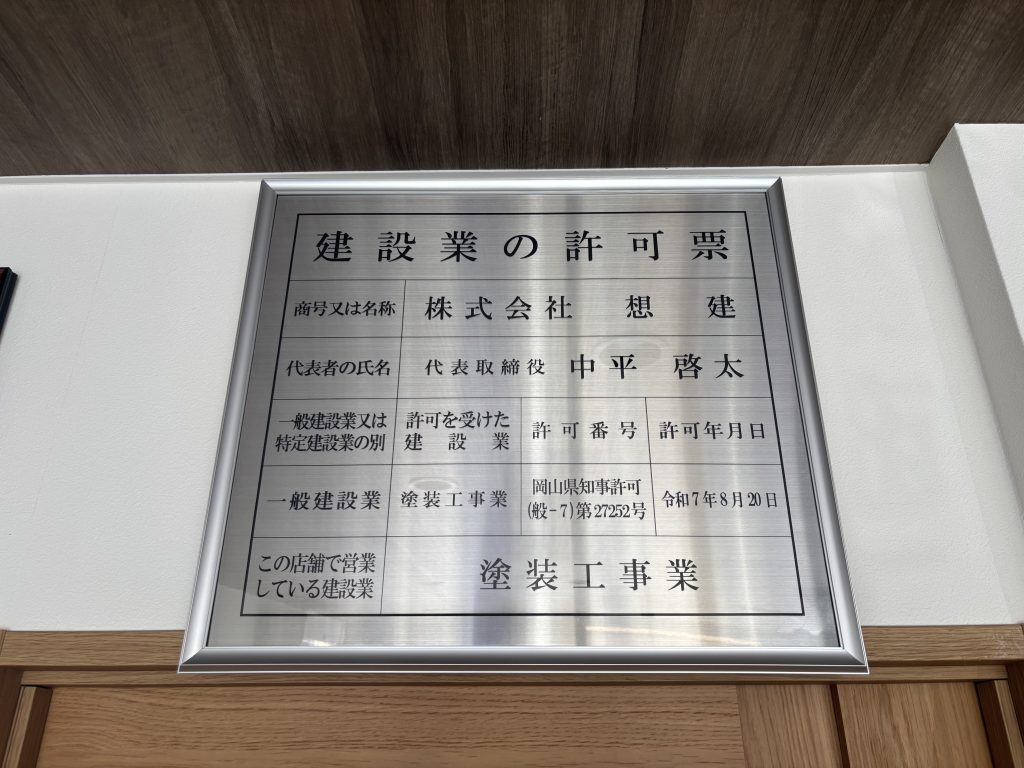 建設業の許可票
商号又は名称 株式会社 想建
代表者の氏名 代表取締役 中平 啓太
一般建設業又は
特定建設業の別
許可を受けた
建設業
許可番号
許可年月日
一般建設業
塗装工事業
岡山県知事許可
(般-7)第27252号
令和7年8月20日
この店舗で営業
している建設業
塗装工事業